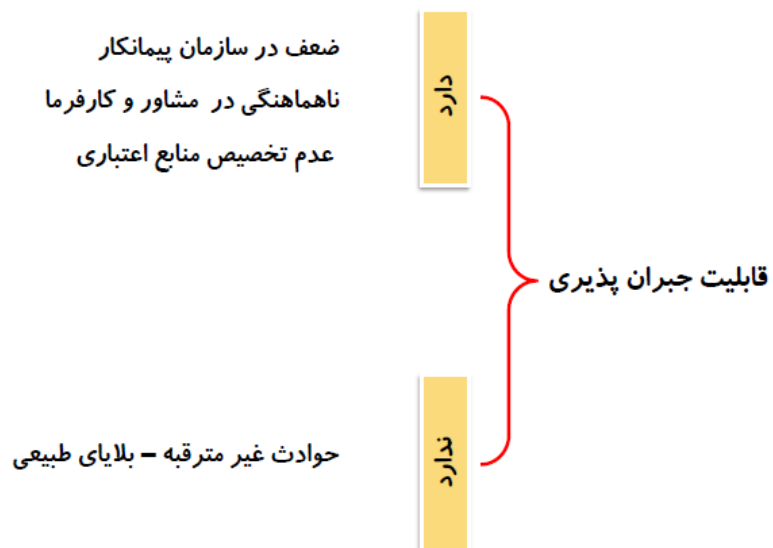 قابلیت جبران پذیری
دارد
ضعف در سازمان پیمانکار
ناهماهنگی در مشاور و کارفرما
عدم تخصیص منابع اعتباری
ندارد
حوادث غیر مترقبه – بلایای طبیعی